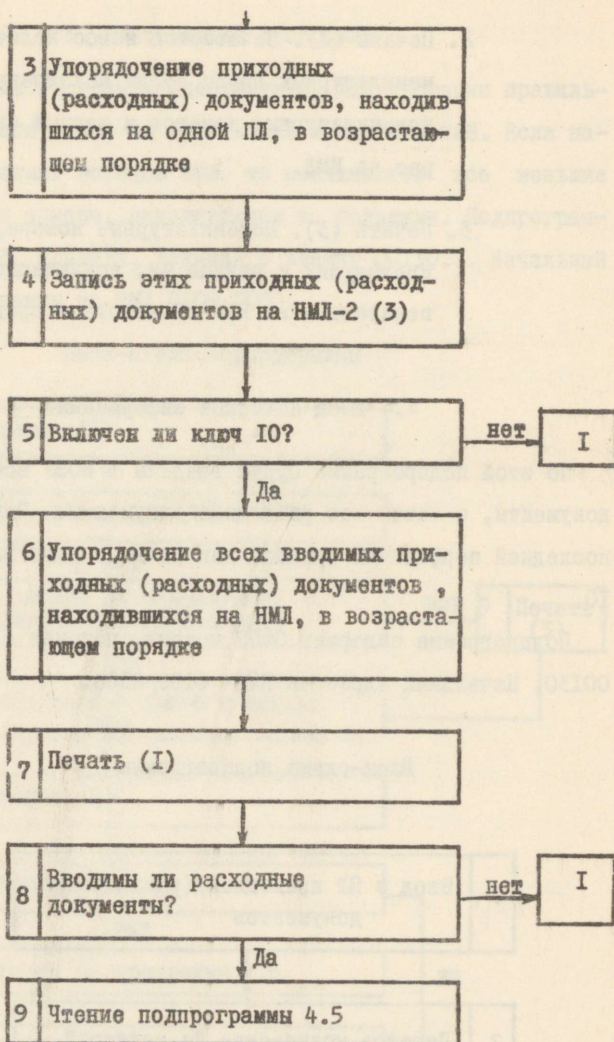 3 Упорядочение приходных
(расходных) документов, находив-
шихся на одной ПЛ, в возрастаю-
щем порядке
4 Запись этих приходных (расход-
ных) документов на НМЛ-2 (3)
5 Включен ли ключ IO?
нет
I
Да
6 Упорядочение всех вводимых при-
ходных (расходных) документов ,
находившихся на НМЛ, в возраста-
ющем порядке
7 Печать (I)
8 Вводимы ли расходные
документы?
нет
I
Да
9 Чтение подпрограммы 4.5